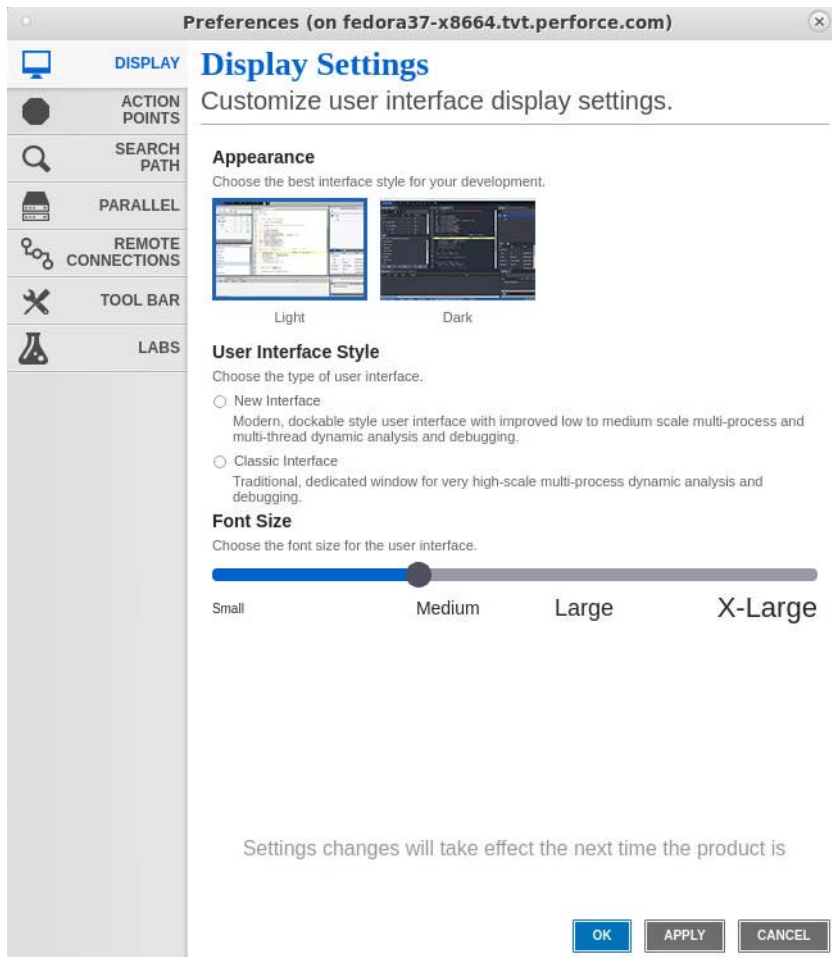 Preferences (on fedora37-x8664.tvt.perforce.com)
DISPLAY
ACTION
POINTS
SEARCH
PATH
PARALLEL
REMOTE
CONNECTIONS
TOOL BAR
LABS
Display Settings
Customize user interface display settings.
Appearance
Choose the best interface style for your development.
Light
Dark
User Interface Style
Choose the type of user interface.
New Interface
Modern, dockable style user interface with improved low to medium scale multi-process and
multi-thread dynamic analysis and debugging.
Classic Interface
Traditional, dedicated window for very high-scale multi-process dynamic analysis and
debugging.
Font Size
Choose the font size for the user interface.
Small
Medium
Large
X-Large
Settings changes will take effect the next time the product is
OK
APPLY
CANCEL